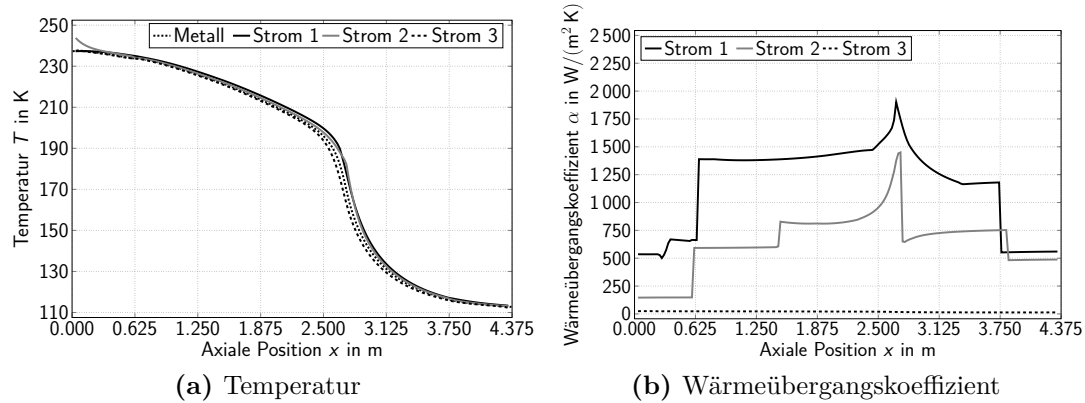 250
230
210
190
170
150
130
110
Temperatur T in K
Metall Strom 1 Strom 2 Strom 3
0.000 0.625 1.250 1.875 2.500 3.125 3.750 4.375
Axiale Position x in m
(a) Temperatur
2 500
2 250
2 000
1 750
1 500
1 250
1 000
750
500
250
0
Wärmeübergangskoeffizient α in W/(m² K)
Strom 1 Strom 2 Strom 3
0.000 0.625 1.250 1.875 2.500 3.125 3.750 4.375
Axiale Position x in m
(b) Wärmeübergangskoeffizient